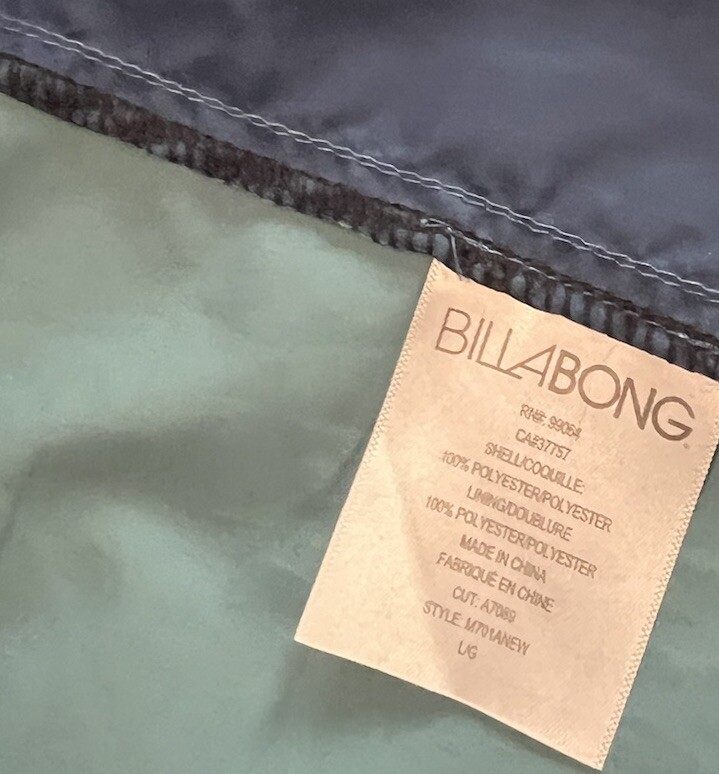 BILLABONG
RN#: 99064
CA#37757
SHELL/COQUILLE:
100% POLYESTER/POLYESTER
LINING/DOUBLURE
100% POLYESTER/POLYESTER
MADE IN CHINA
FABRIQUÉ EN CHINE
CUT: A7089
STYLE: M701ANEW
L/G